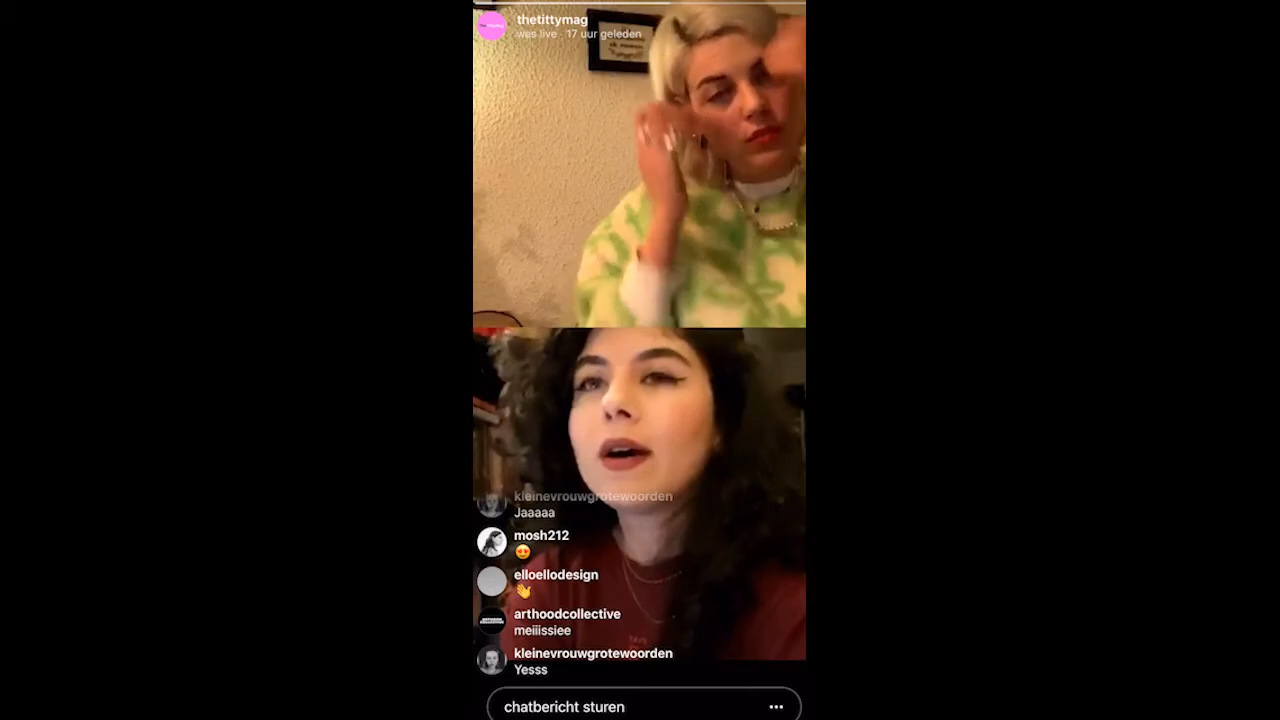 thetittymag
was live · 17 uur geleden
kleinevrouwgrotewoorden
Jaaaaa
mosh212
😍
elloellodesign
👋
arthoodcollective
meiiissiee
kleinevrouwgrotewoorden
Yesss
chatbericht sturen